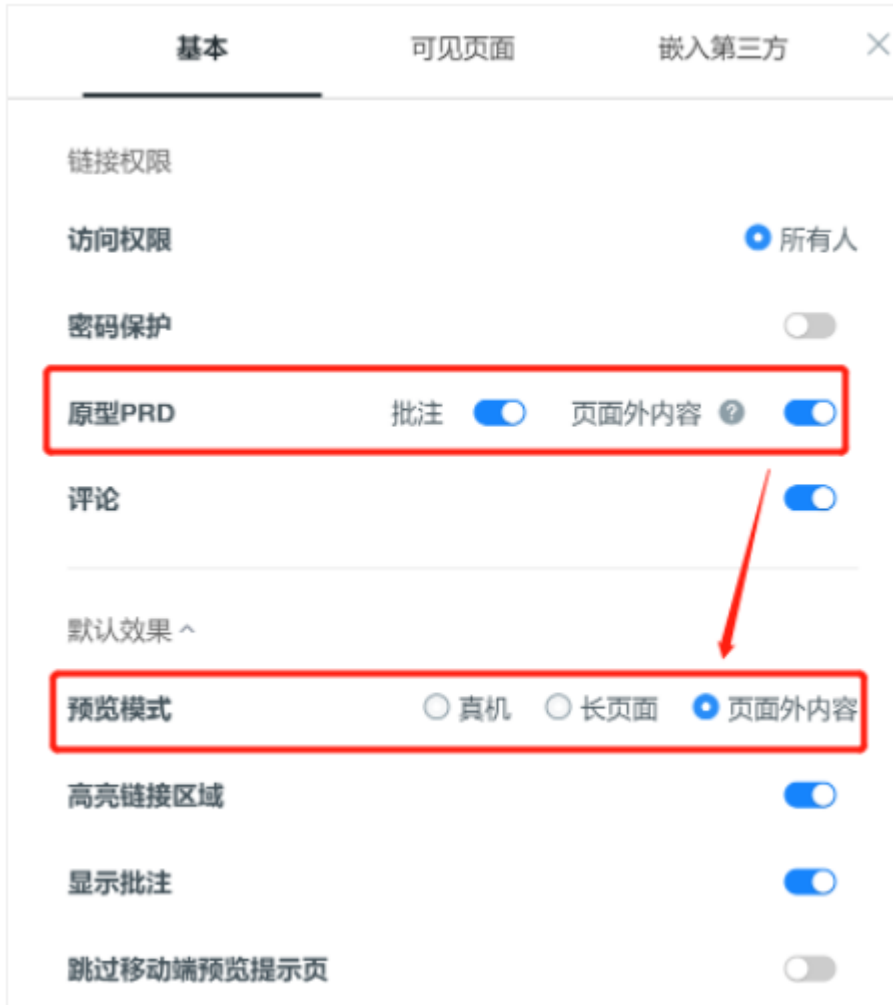 基本 可见页面 嵌入第三方
链接权限
访问权限 所有人
密码保护
原型PRD 批注 页面外内容 ?
评论
默认效果
预览模式 真机 长页面 页面外内容
高亮链接区域
显示批注
跳过移动端预览提示页